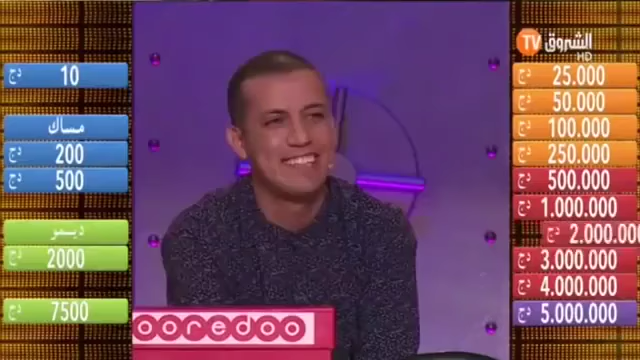 الشروق TV
HD
10 دج
مساك
200 دج
500 دج
ديمر
2000 دج
7500 دج
25.000 دج
50.000 دج
100.000 دج
250.000 دج
500.000 دج
1.000.000 دج
2.000.000 دج
3.000.000 دج
4.000.000 دج
5.000.000 دج
ooredoo